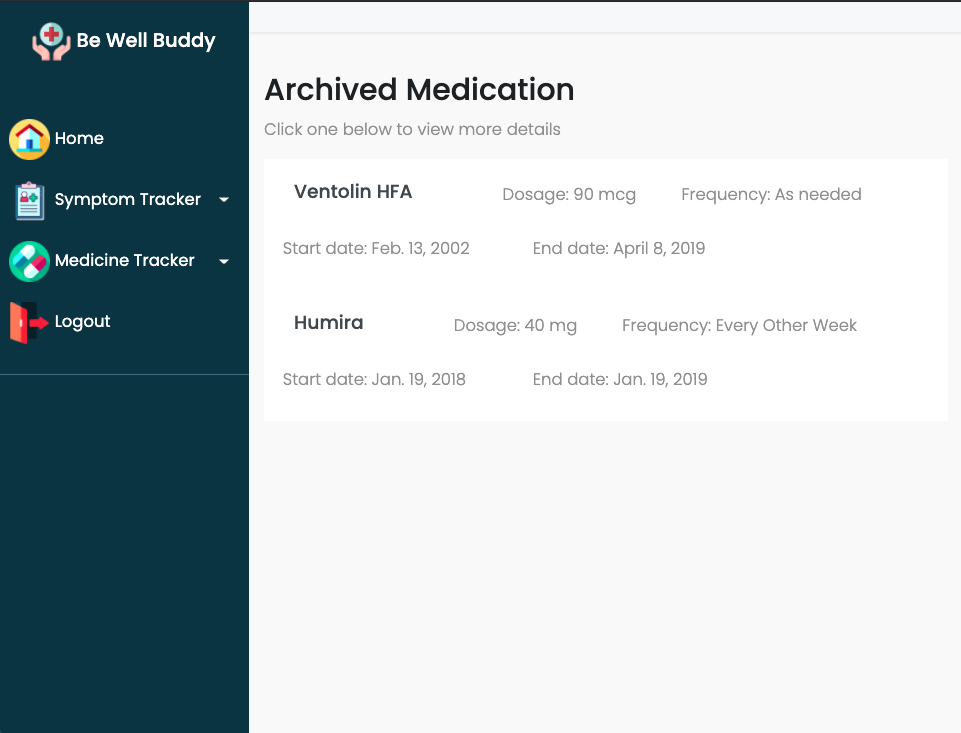 Be Well Buddy
Home
Symptom Tracker
Medicine Tracker
Logout
Archived Medication
Click one below to view more details
Ventolin HFA Dosage: 90 mcg Frequency: As needed
Start date: Feb. 13, 2002 End date: April 8, 2019
Humira Dosage: 40 mg Frequency: Every Other Week
Start date: Jan. 19, 2018 End date: Jan. 19, 2019